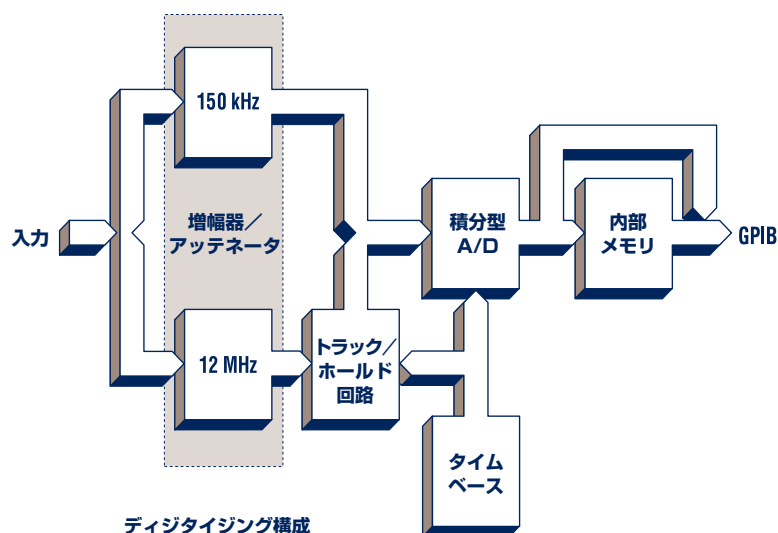 150 kHz
入力
増幅器／
アッテネータ
積分型
A/D
内部
メモリ
GPIB
12 MHz
トラック／
ホールド
回路
タイム
ベース
ディジタイジング構成